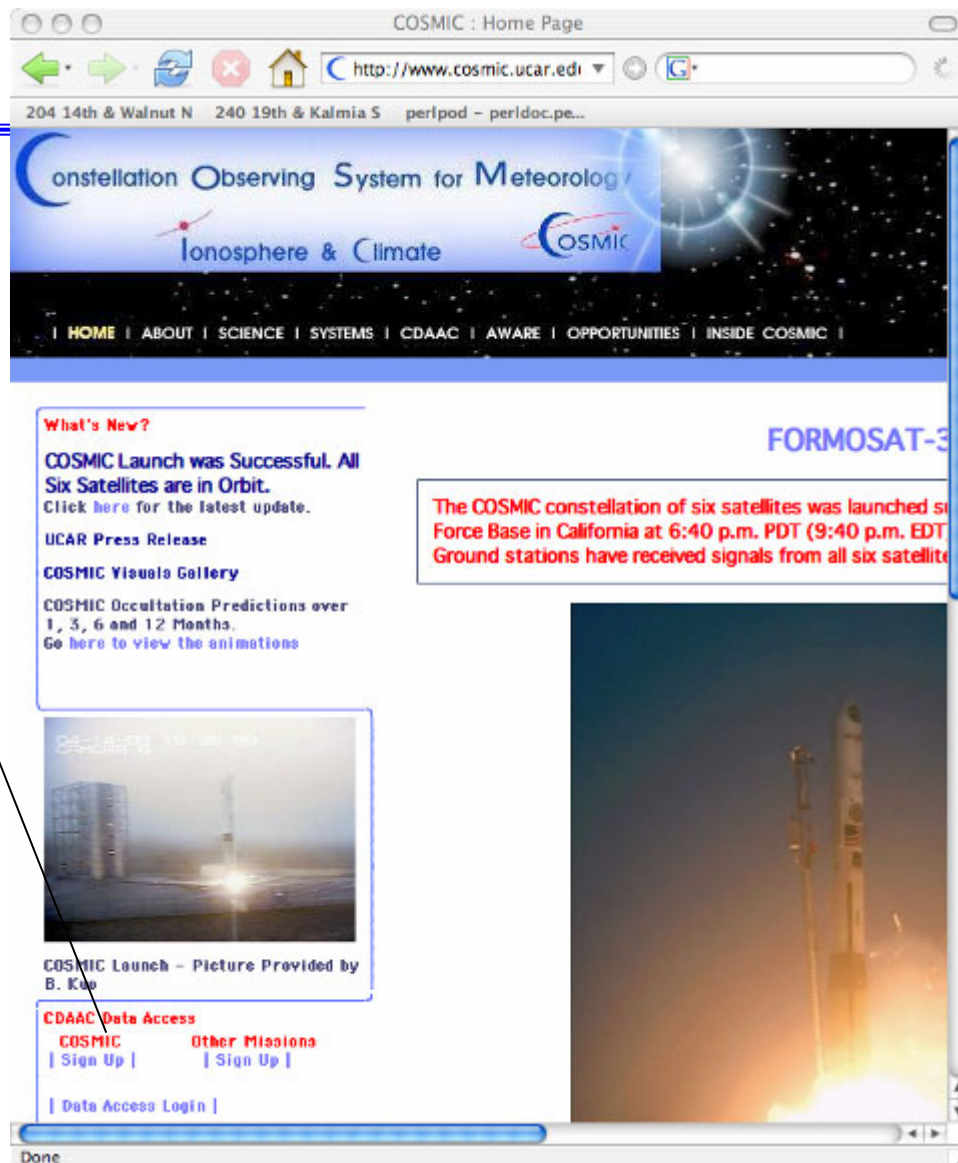 COSMIC : Home Page
http://www.cosmic.ucar.edu
204 14th & Walnut N 240 19th & Kalmia S perlpod – perldoc.pe...
Constellation Observing System for Meteorology
Ionosphere & Climate COSMIC
| HOME | ABOUT | SCIENCE | SYSTEMS | CDAAC | AWARE | OPPORTUNITIES | INSIDE COSMIC |
What's New?
COSMIC Launch was Successful. All
Six Satellites are in Orbit.
Click here for the latest update.
UCAR Press Release
COSMIC Visuals Gallery
COSMIC Occultation Predictions over
1, 3, 6 and 12 Months.
Go here to view the animations
COSMIC Launch – Picture Provided by
B. Kuo
CDAAC Data Access
COSMIC Other Missions
| Sign Up | | Sign Up |
| Data Access Login |
FORMOSAT-3
The COSMIC constellation of six satellites was launched
Force Base in California at 6:40 p.m. PDT (9:40 p.m. EDT)
Ground stations have received signals from all six satellite
Done